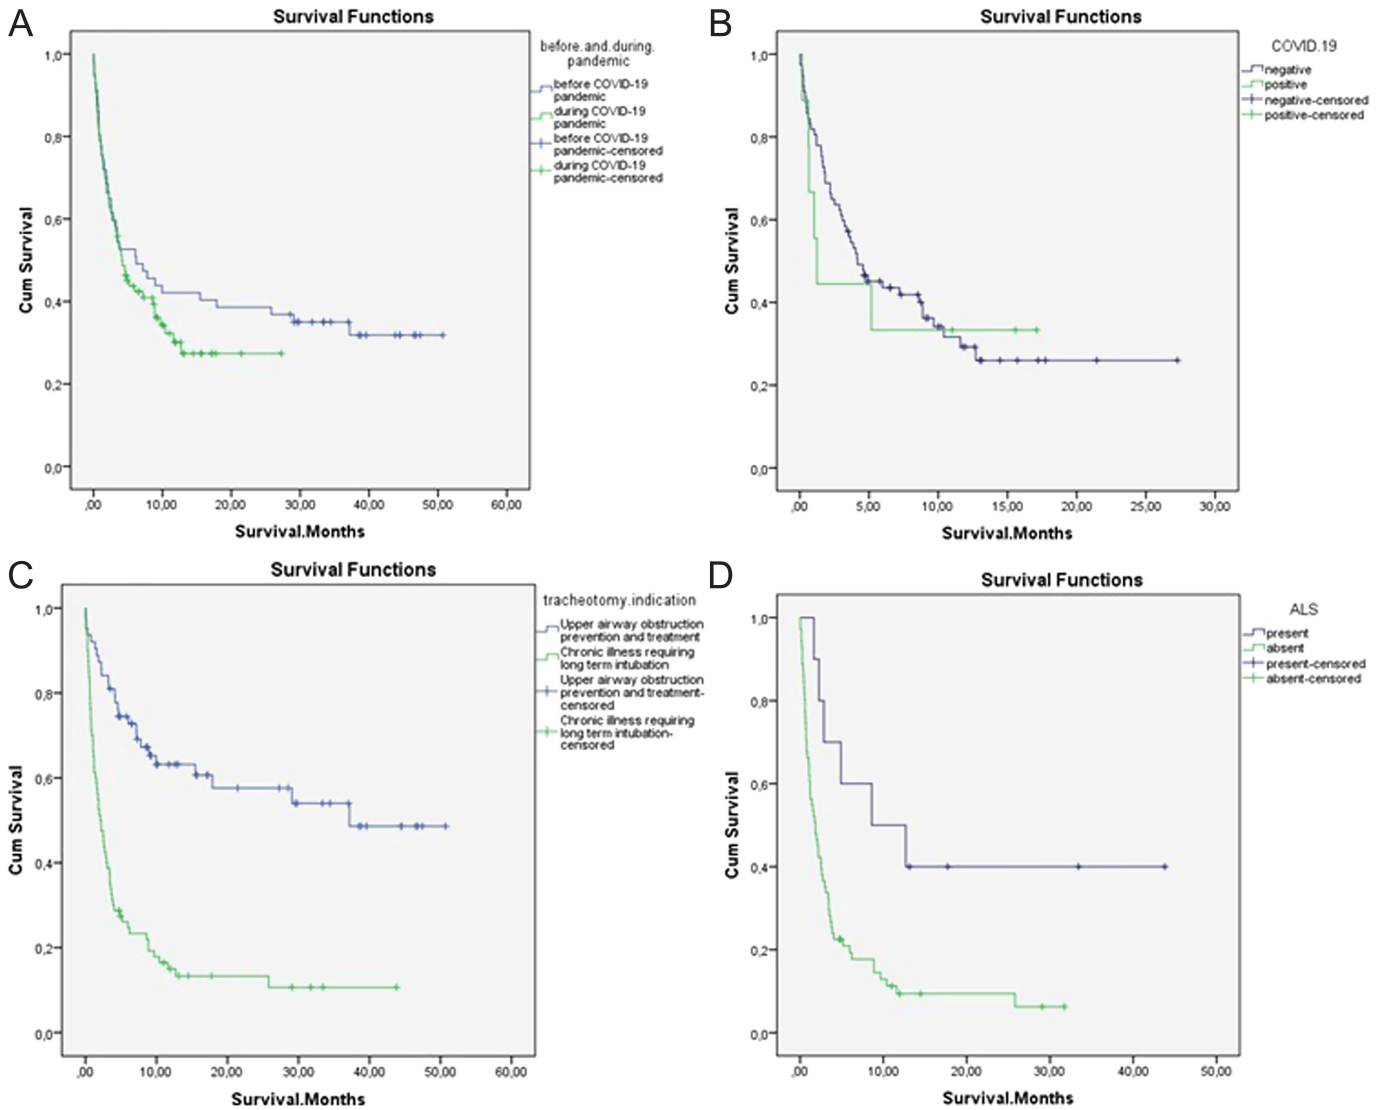 A
Survival Functions
Cum Survival
1,0
0,8
0,6
0,4
0,2
0,0
,00
10,00
20,00
30,00
40,00
50,00
60,00
Survival.Months
before.and.during.
pandemic
before COVID-19
pandemic
during COVID-19
pandemic
before COVID-19
pandemic-censored
during COVID-19
pandemic-censored
B
Survival Functions
Cum Survival
1,0
0,8
0,6
0,4
0,2
0,0
,00
5,00
10,00
15,00
20,00
25,00
30,00
Survival.Months
COVID.19
negative
positive
negative-censored
positive-censored
C
Survival Functions
Cum Survival
1,0
0,8
0,6
0,4
0,2
0,0
,00
10,00
20,00
30,00
40,00
50,00
60,00
Survival.Months
tracheotomy.indication
Upper airway obstruction
prevention and treatment
Chronic illness requiring
long term intubation
Upper airway obstruction
prevention and treatment-
censored
Chronic illness requiring
long term intubation-
censored
D
Survival Functions
Cum Survival
1,0
0,8
0,6
0,4
0,2
0,0
,00
10,00
20,00
30,00
40,00
50,00
Survival.Months
ALS
present
absent
present-censored
absent-censored